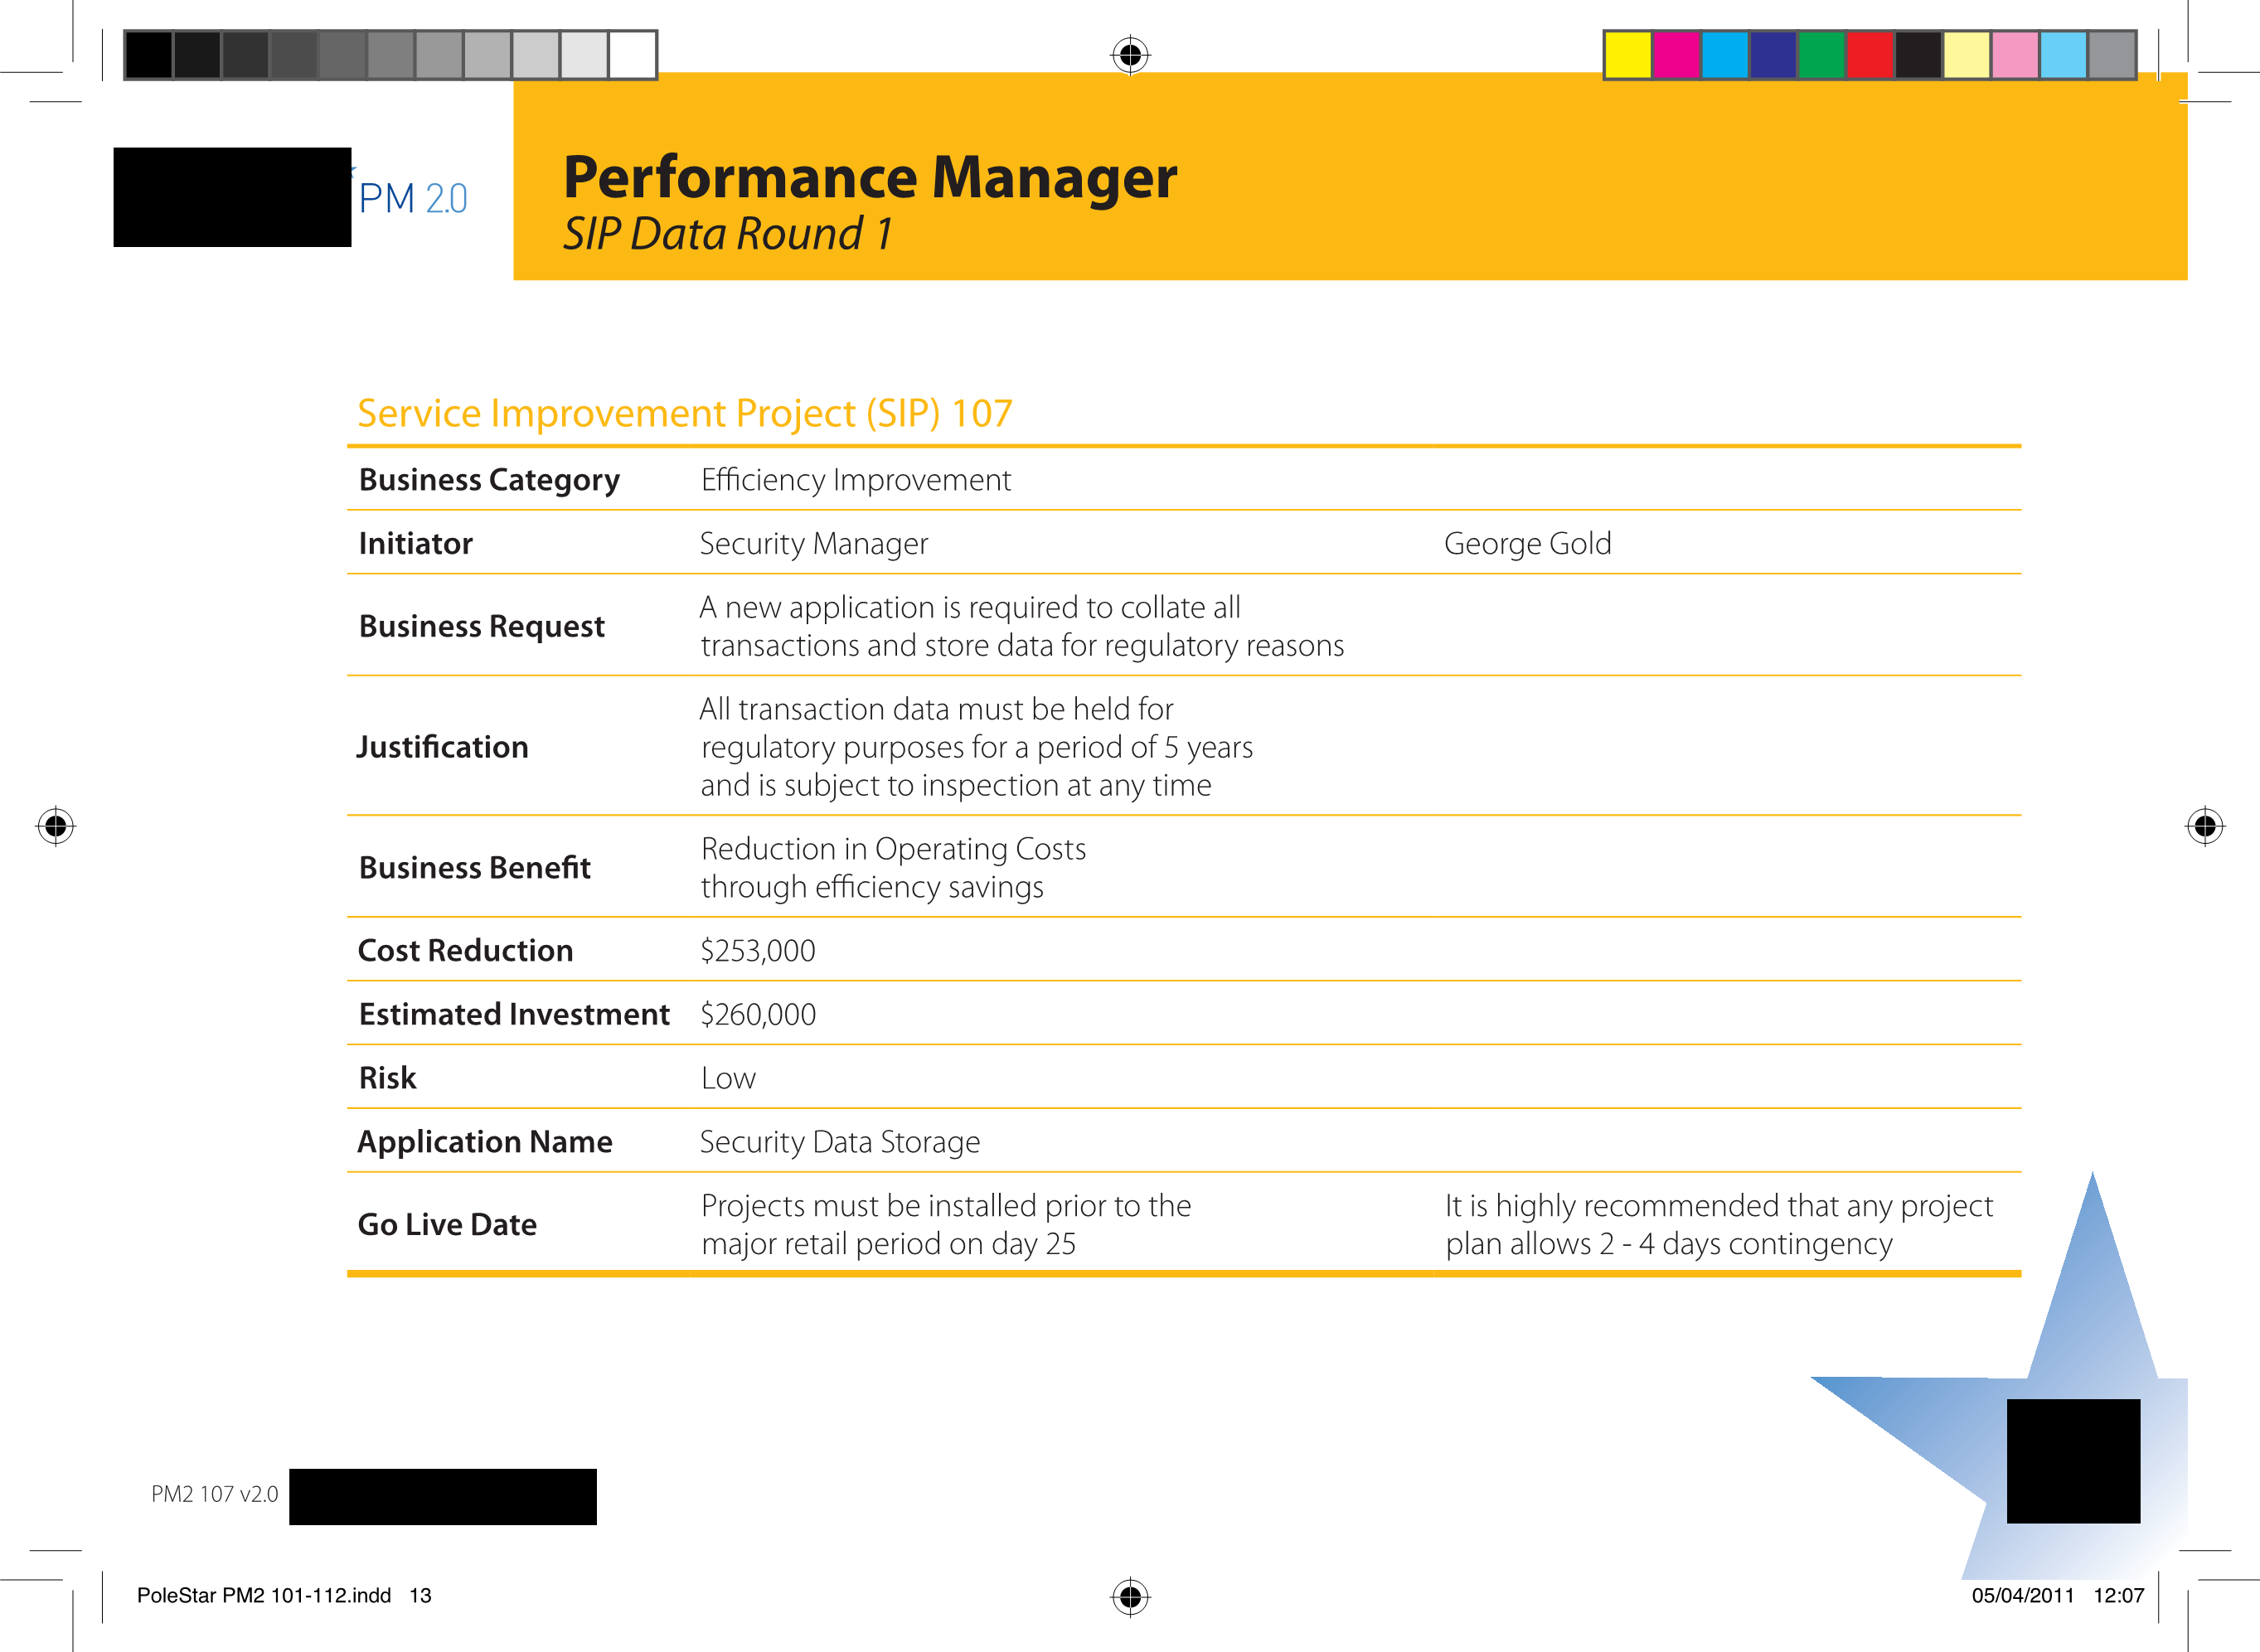 PM 2.0
Performance Manager
SIP Data Round 1
Service Improvement Project (SIP) 107
Business Category Efficiency Improvement
Initiator Security Manager George Gold
Business Request A new application is required to collate all
transactions and store data for regulatory reasons
Justification All transaction data must be held for
regulatory purposes for a period of 5 years
and is subject to inspection at any time
Business Benefit Reduction in Operating Costs
through efficiency savings
Cost Reduction $253,000
Estimated Investment $260,000
Risk Low
Application Name Security Data Storage
Go Live Date Projects must be installed prior to the It is highly recommended that any project
major retail period on day 25 plan allows 2 - 4 days contingency
PM2 107 v2.0
PoleStar PM2 101-112.indd 13 05/04/2011 12:07